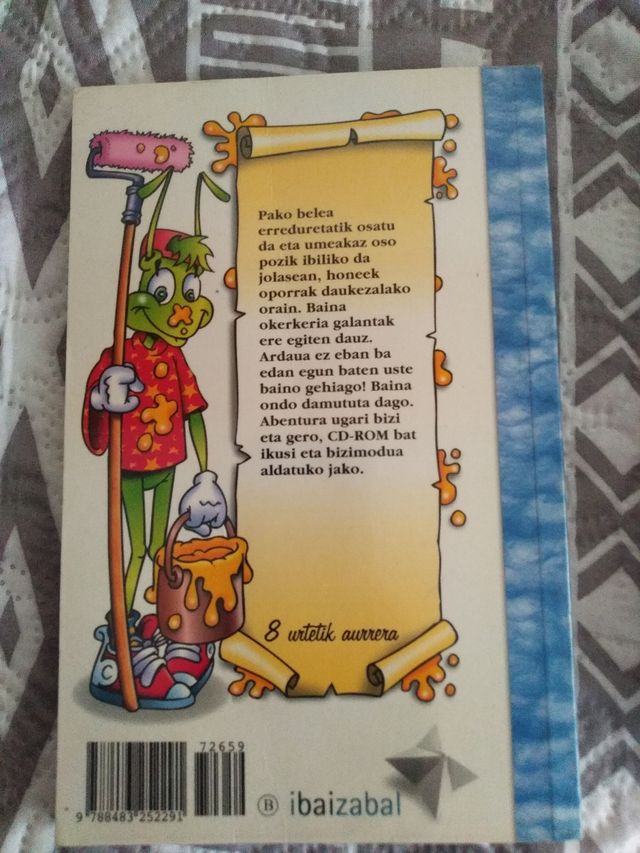 Pako belea
erreduretatik osatu
da eta umeakaz oso
pozik ibiliko da
jolasean, honeek
oporrak daukezalako
orain. Baina
okerkeria galantak
ere egiten dauz.
Ardaua ez eban ba
edan egun baten uste
baino gehiago! Baina
ondo damututa dago.
Abentura ugari bizi
eta gero, CD-ROM bat
ikusi eta bizimodua
aldatuko jako.
8 urtetik aurrera
72659
9 788483 252291
B ibaizabal